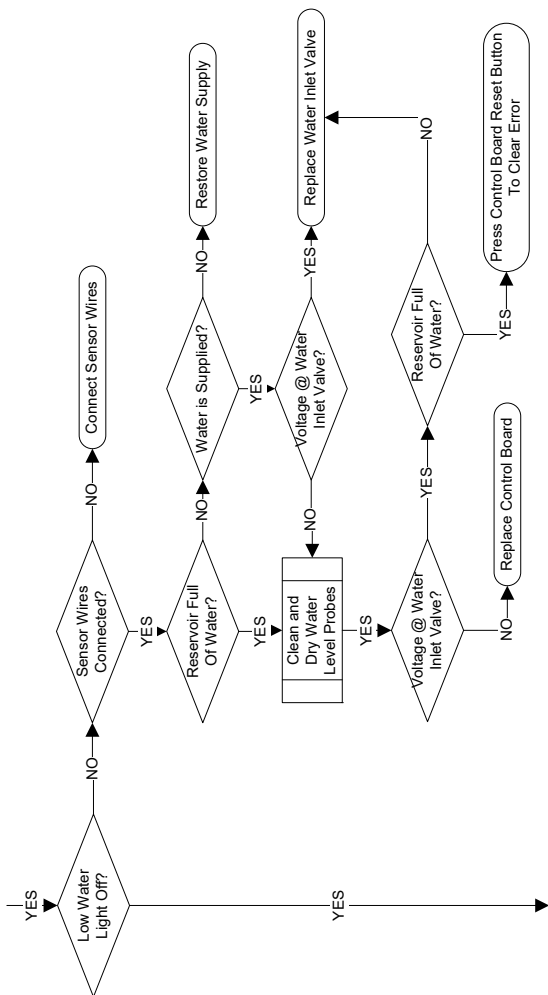 YES
Low Water
Light Off?
NO
YES
Sensor Wires
Connected?
NO
Connect Sensor Wires
YES
Reservoir Full
Of Water?
NO
Water is Supplied?
NO
Restore Water Supply
YES
YES
Clean and
Dry Water
Level Probes
NO
Voltage @ Water
Inlet Valve?
YES
Replace Water Inlet Valve
YES
Voltage @ Water
Inlet Valve?
YES
Reservoir Full
Of Water?
NO
NO
Replace Control Board
YES
Press Control Board Reset Button
To Clear Error